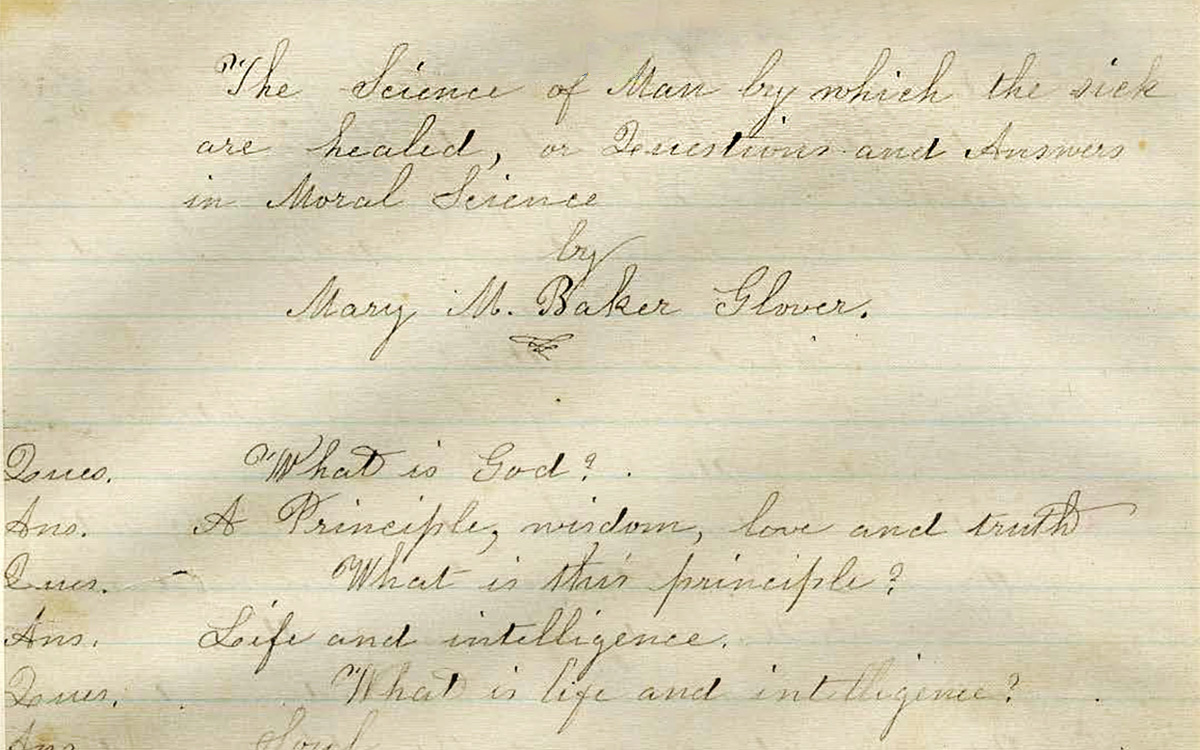 The Science of Man by which the sick
are healed, or Questions and Answers
in Moral Science
by
Mary M. Baker Glover.
Ques. What is God?
Ans. A Principle, wisdom, love and truth
Ques. What is this principle?
Ans. Life and intelligence.
Ques. What is life and intelligence?
Ans. Soul